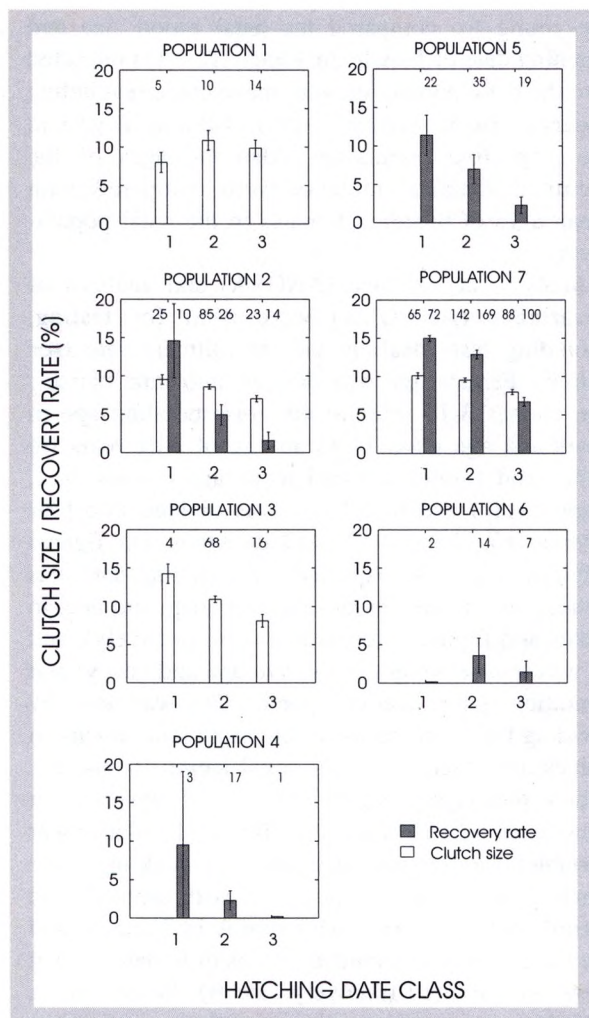 POPULATION 1
5 10 14
20
15
10
5
0
1 2 3
POPULATION 5
22 35 19
20
15
10
5
0
1 2 3
POPULATION 2
25 10 85 26 23 14
20
15
10
5
0
1 2 3
POPULATION 7
65 72 142 169 88 100
20
15
10
5
0
1 2 3
POPULATION 3
4 68 16
20
15
10
5
0
1 2 3
POPULATION 6
2 14 7
20
15
10
5
0
1 2 3
POPULATION 4
3 17 1
20
15
10
5
0
1 2 3
Recovery rate
Clutch size
CLUTCH SIZE / RECOVERY RATE (%)
HATCHING DATE CLASS